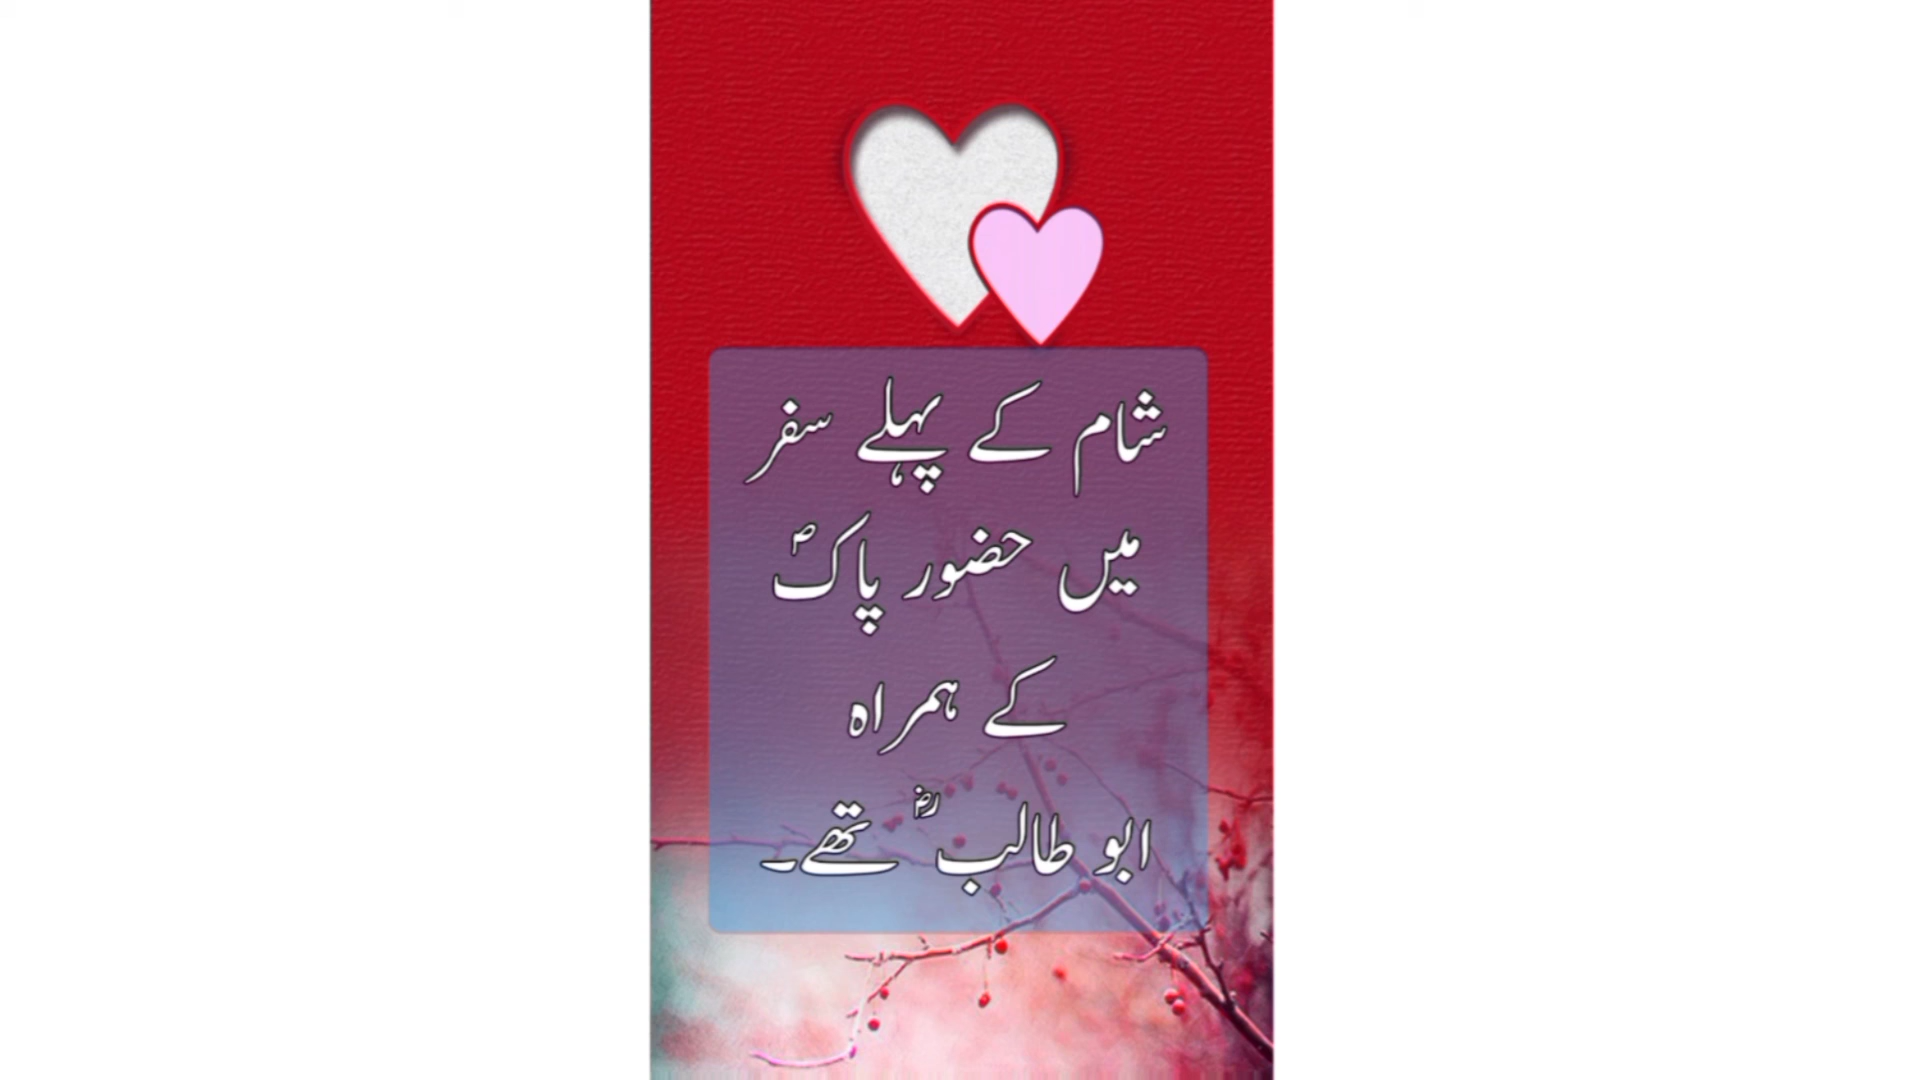 شام کے پہلے سفر
میں حضور پاکؐ
کے ہمراہ
ابو طالبؓ تھے۔